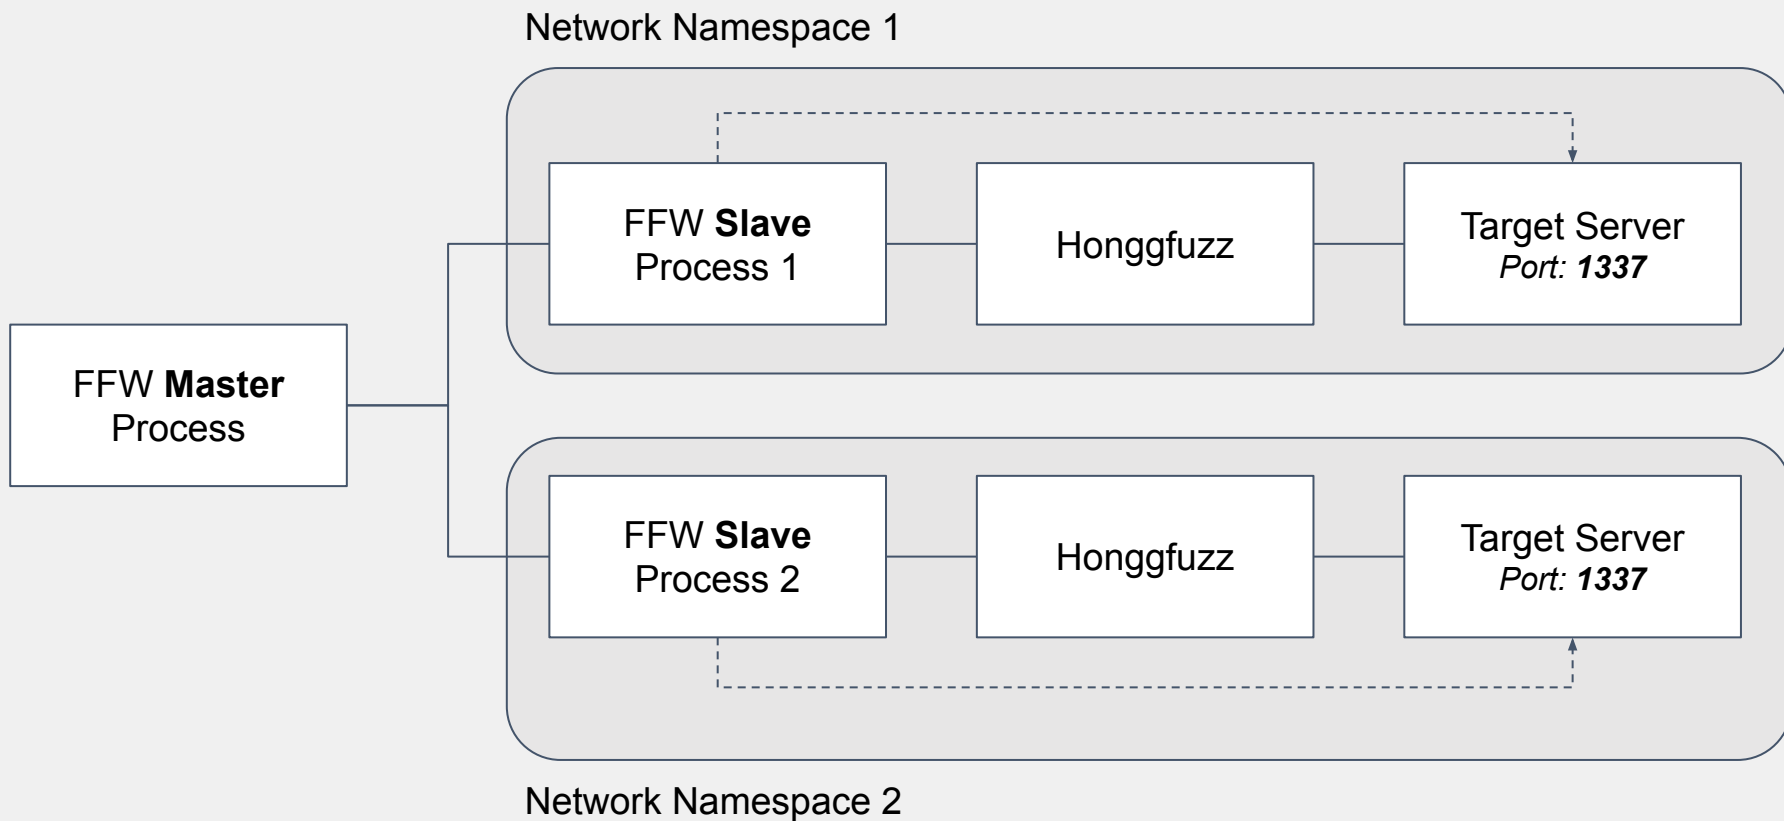 Network Namespace 1
FFW Slave
Process 1
Honggfuzz
Target Server
Port: 1337
FFW Master
Process
FFW Slave
Process 2
Honggfuzz
Target Server
Port: 1337
Network Namespace 2